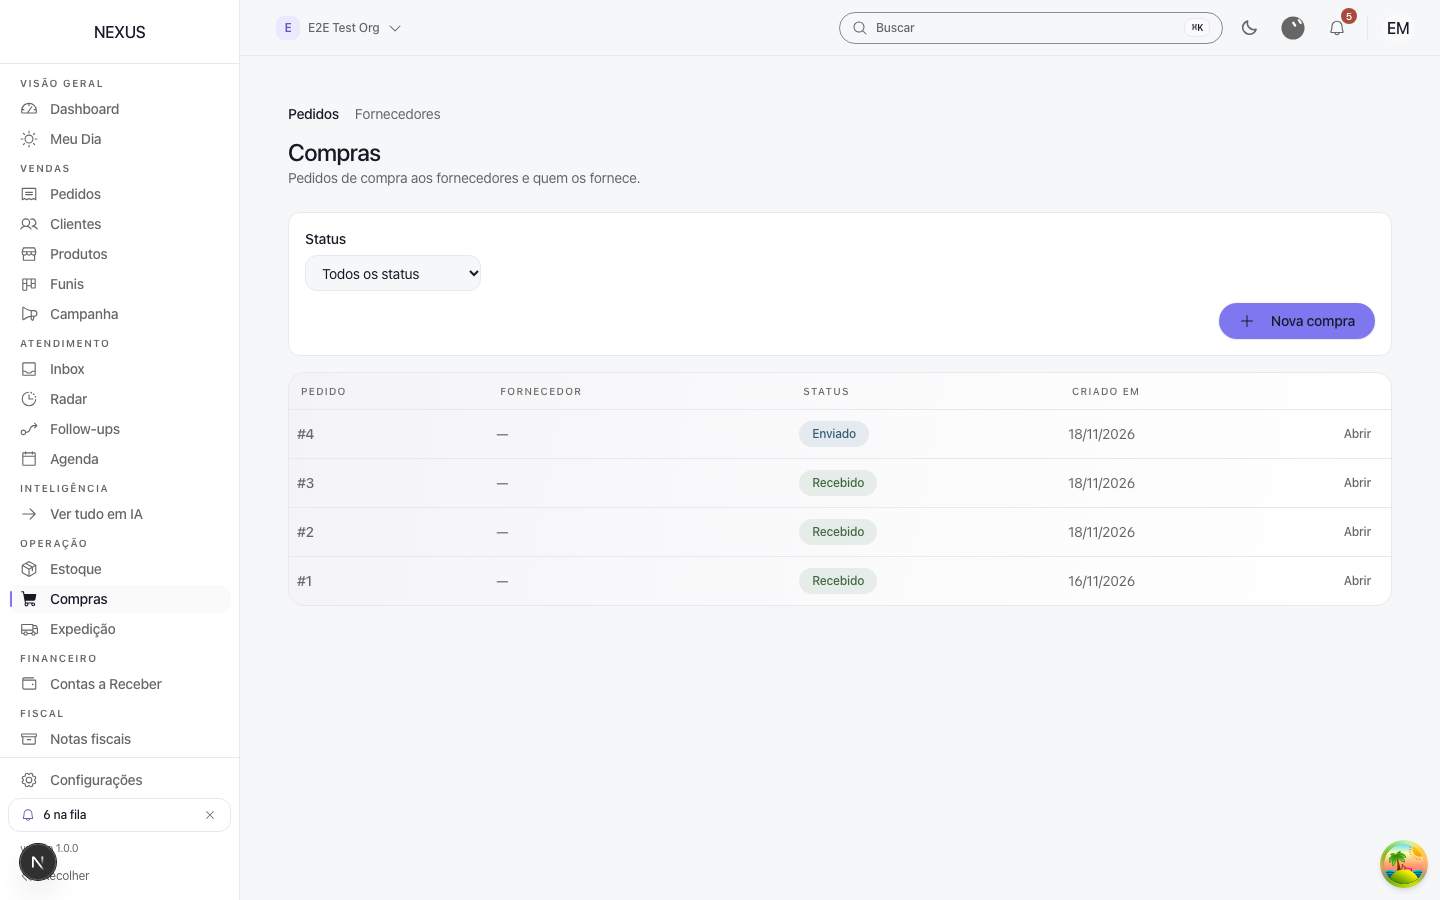 NEXUS
VISÃO GERAL
Dashboard
Meu Dia
VENDAS
Pedidos
Clientes
Produtos
Funis
Campanha
ATENDIMENTO
Inbox
Radar
Follow-ups
Agenda
INTELIGÊNCIA
Ver tudo em IA
OPERAÇÃO
Estoque
Compras
Expedição
FINANCEIRO
Contas a Receber
FISCAL
Notas fiscais
Configurações
6 na fila
1.0.0
N
E E2E Test Org
Buscar ⌘K
5
EM
Pedidos Fornecedores
Compras
Pedidos de compra aos fornecedores e quem os fornece.
Status
Todos os status
Nova compra
PEDIDO FORNECEDOR STATUS CRIADO EM
#4 — Enviado 18/11/2026 Abrir
#3 — Recebido 18/11/2026 Abrir
#2 — Recebido 18/11/2026 Abrir
#1 — Recebido 16/11/2026 Abrir